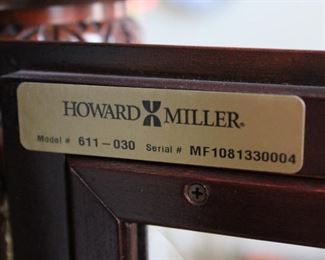 HOWARD MILLER®
Model # 611-030 Serial # MF1081330004